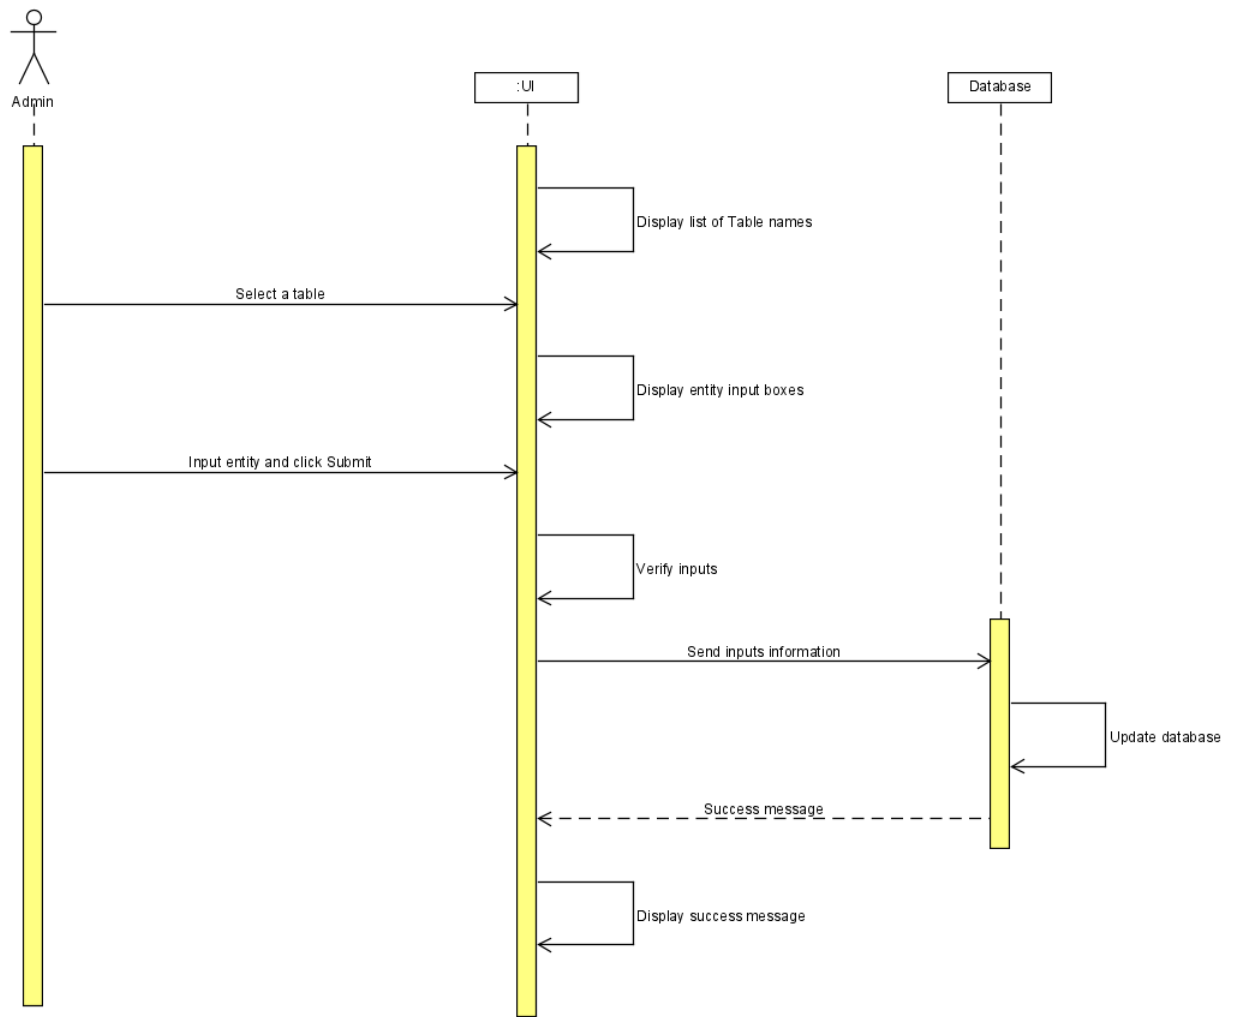 Admin
:UI
Database
Display list of Table names
Select a table
Display entity input boxes
Input entity and click Submit
Verify inputs
Send inputs information
Update database
Success message
Display success message